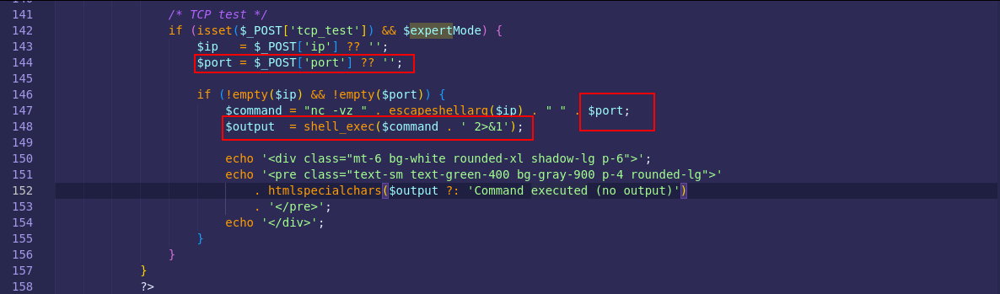 141 /* TCP test */
142 if (isset($_POST['tcp_test']) && $expertMode) {
143 $ip   = $_POST['ip'] ?? '';
144 $port = $_POST['port'] ?? '';
145
146 if (!empty($ip) && !empty($port)) {
147 $command = "nc -vz " . escapeshellarg($ip) . " " . $port;
148 $output  = shell_exec($command . ' 2>&1');
149
150 echo '<div class="mt-6 bg-white rounded-xl shadow-lg p-6">';
151 echo '<pre class="text-sm text-green-400 bg-gray-900 p-4 rounded-lg">'
152 . htmlspecialchars($output ?: 'Command executed (no output)')
153 . '</pre>';
154 echo '</div>';
155 }
156 }
157 }
158 ?>